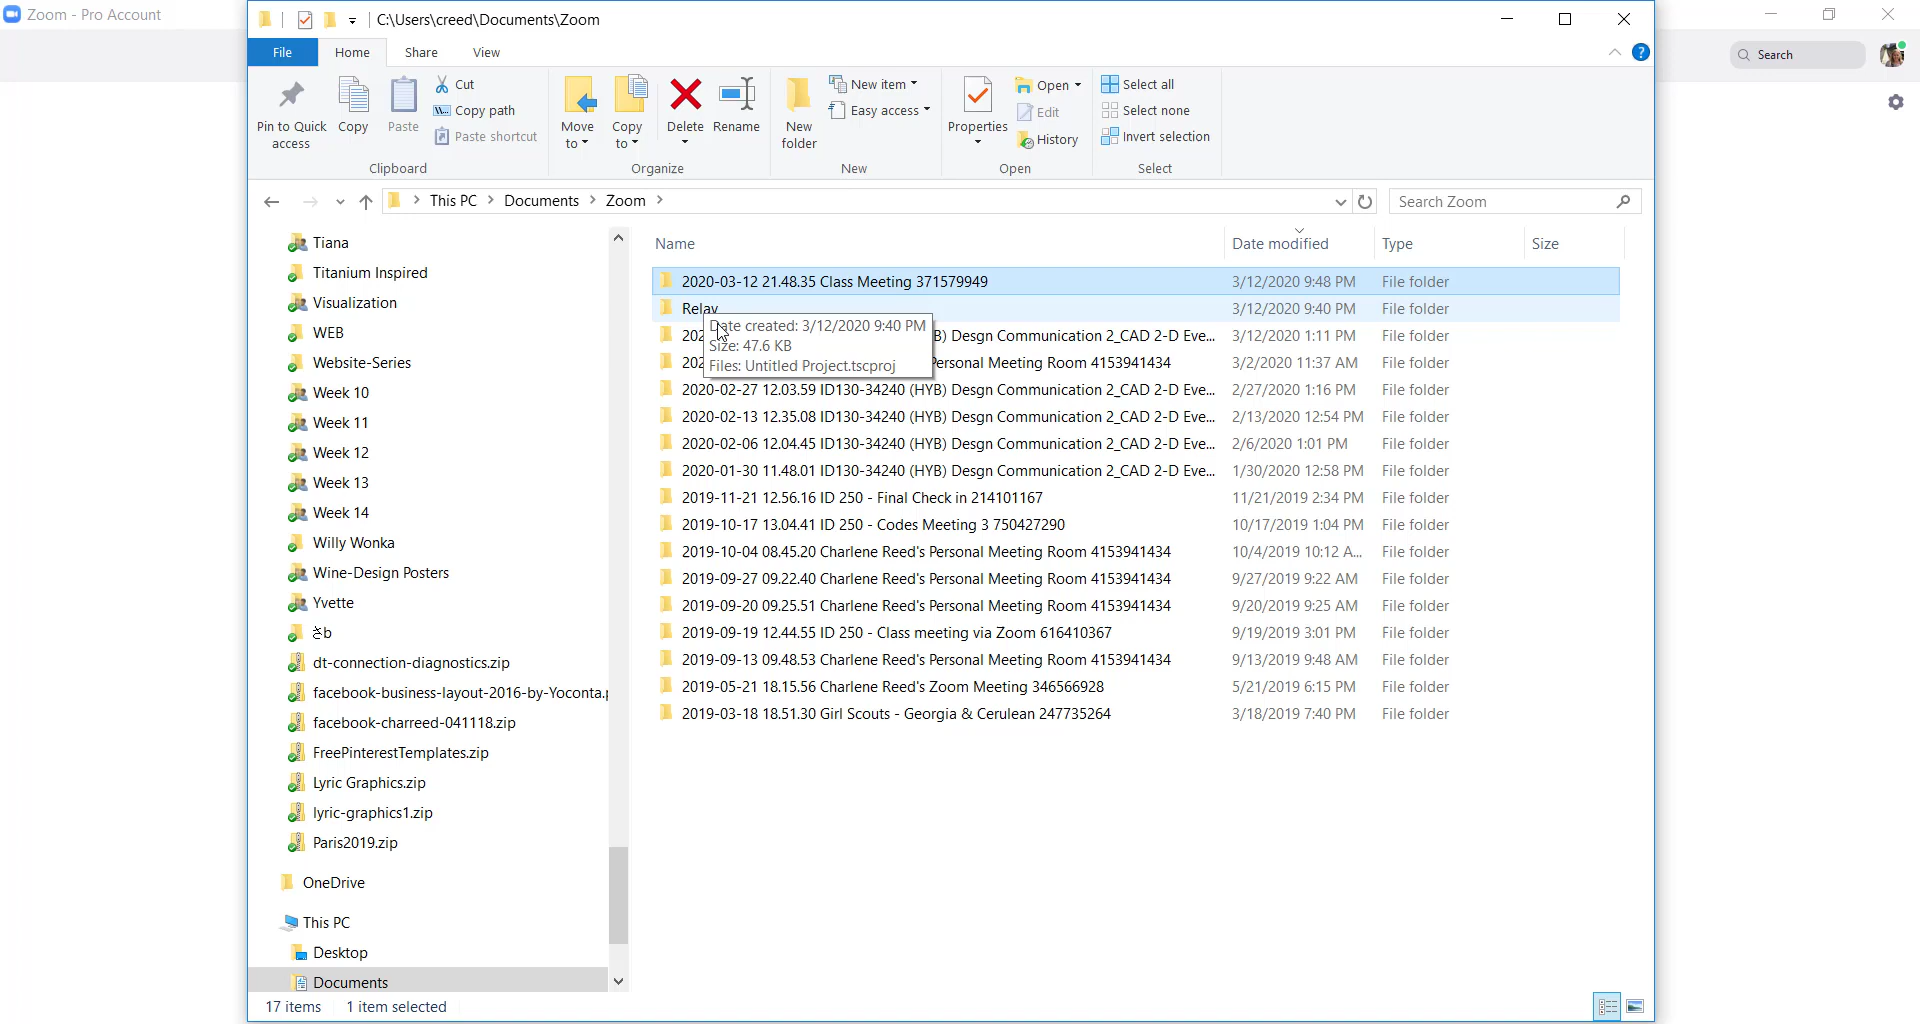 Zoom - Pro Account
C:\Users\creed\Documents\Zoom
Search
File Home Share View
Pin to Quick access
Copy
Paste
Cut
Copy path
Paste shortcut
Clipboard
Move to
Copy to
Delete
Rename
Organize
New folder
New item
Easy access
New
Properties
Open
Edit
History
Open
Select all
Select none
Invert selection
Select
This PC > Documents > Zoom >
Search Zoom
Tiana
Titanium Inspired
Visualization
WEB
Website-Series
Week 10
Week 11
Week 12
Week 13
Week 14
Willy Wonka
Wine-Design Posters
Yvette
さb
dt-connection-diagnostics.zip
facebook-business-layout-2016-by-Yoconta.p
facebook-charreed-041118.zip
FreePinterestTemplates.zip
Lyric Graphics.zip
lyric-graphics1.zip
Paris2019.zip
OneDrive
This PC
Desktop
Documents
Name Date modified Type Size
2020-03-12 21.48.35 Class Meeting 371579949 3/12/2020 9:48 PM File folder
Relay 3/12/2020 9:40 PM File folder
202 B) Desgn Communication 2_CAD 2-D Eve... 3/12/2020 1:11 PM File folder
202 Personal Meeting Room 4153941434 3/2/2020 11:37 AM File folder
Date created: 3/12/2020 9:40 PM
Size: 47.6 KB
Files: Untitled Project.tscproj
2020-02-27 12.03.59 ID130-34240 (HYB) Desgn Communication 2_CAD 2-D Eve... 2/27/2020 1:16 PM File folder
2020-02-13 12.35.08 ID130-34240 (HYB) Desgn Communication 2_CAD 2-D Eve... 2/13/2020 12:54 PM File folder
2020-02-06 12.04.45 ID130-34240 (HYB) Desgn Communication 2_CAD 2-D Eve... 2/6/2020 1:01 PM File folder
2020-01-30 11.48.01 ID130-34240 (HYB) Desgn Communication 2_CAD 2-D Eve... 1/30/2020 12:58 PM File folder
2019-11-21 12.56.16 ID 250 - Final Check in 214101167 11/21/2019 2:34 PM File folder
2019-10-17 13.04.41 ID 250 - Codes Meeting 3 750427290 10/17/2019 1:04 PM File folder
2019-10-04 08.45.20 Charlene Reed's Personal Meeting Room 4153941434 10/4/2019 10:12 A... File folder
2019-09-27 09.22.40 Charlene Reed's Personal Meeting Room 4153941434 9/27/2019 9:22 AM File folder
2019-09-20 09.25.51 Charlene Reed's Personal Meeting Room 4153941434 9/20/2019 9:25 AM File folder
2019-09-19 12.44.55 ID 250 - Class meeting via Zoom 616410367 9/19/2019 3:01 PM File folder
2019-09-13 09.48.53 Charlene Reed's Personal Meeting Room 4153941434 9/13/2019 9:48 AM File folder
2019-05-21 18.15.56 Charlene Reed's Zoom Meeting 346566928 5/21/2019 6:15 PM File folder
2019-03-18 18.51.30 Girl Scouts - Georgia & Cerulean 247735264 3/18/2019 7:40 PM File folder
17 items 1 item selected